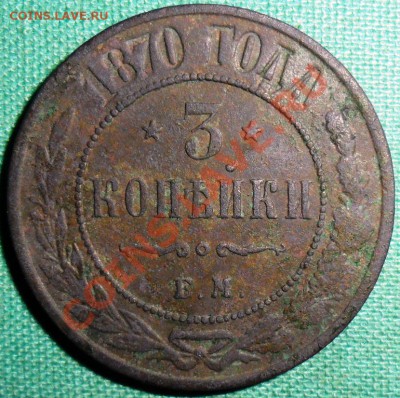 COINS.LAVE.RU
1870 ГОДА
3
КОПѢЙКИ
Е.М.
COINS.LAVE.RU